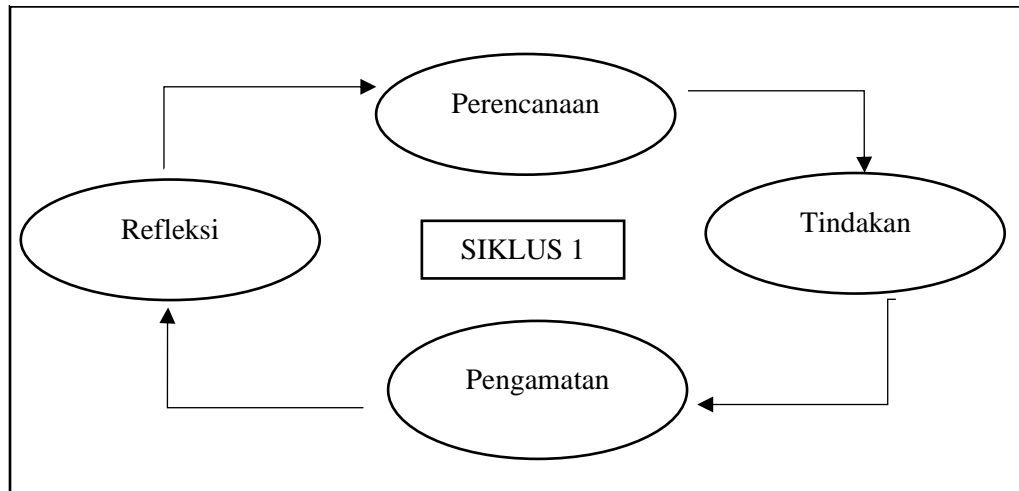 Perencanaan
Refleksi
Tindakan
SIKLUS 1
Pengamatan